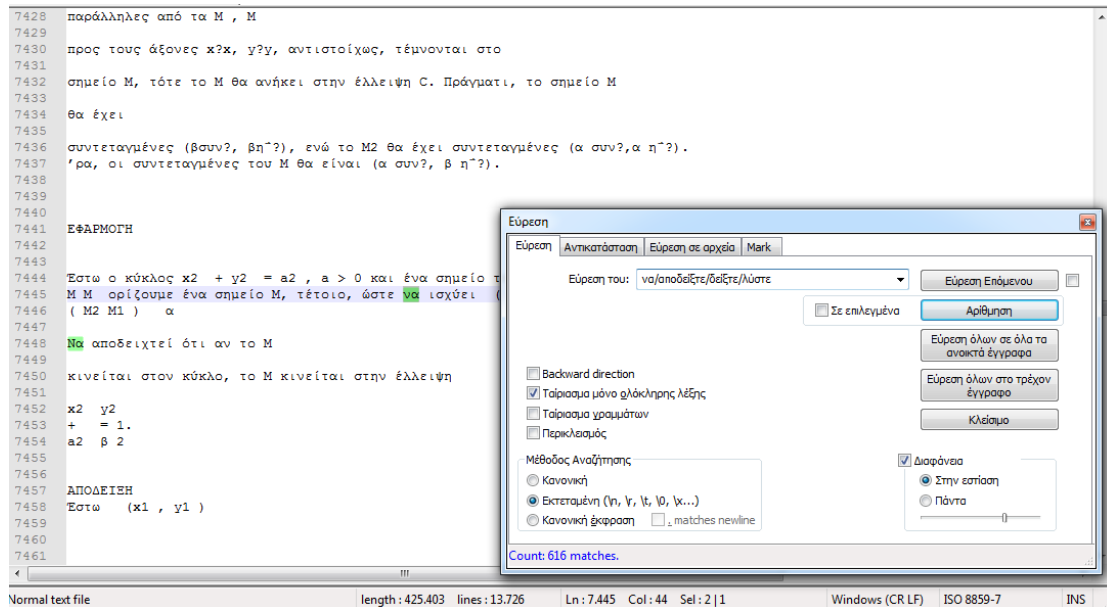 7428 παράλληλες από τα Μ , Μ
7429
7430 προς τους άξονες x?x, y?y, αντιστοίχως, τέμνονται στο
7431
7432 σημείο Μ, τότε το Μ θα ανήκει στην έλλειψη C. Πράγματι, το σημείο Μ
7433
7434 θα έχει
7435
7436 συντεταγμένες (βσυν?, βη΅?), ενώ το Μ2 θα έχει συντεταγμένες (α συν?,α η΅?).
7437 ’ρα, οι συντεταγμένες του Μ θα είναι (α συν?, β η΅?).
7438
7439
7440
7441 ΕΦΑΡΜΟΓΗ
7442
7443
7444 Έστω ο κύκλος x2 + y2 = a2 , a > 0 και ένα σημείο τ
7445 Μ Μ ορίζουμε ένα σημείο Μ, τέτοιο, ώστε να ισχύει (
7446 ( M2 M1 ) α
7447
7448 Να αποδειχτεί ότι αν το Μ
7449
7450 κινείται στον κύκλο, το Μ κινείται στην έλλειψη
7451
7452 x2 y2
7453 + = 1.
7454 a2 β 2
7455
7456
7457 ΑΠΟΔΕΙΞΗ
7458 Έστω (x1 , y1 )
7459
7460
7461
Εύρεση
Εύρεση Αντικατάσταση Εύρεση σε αρχεία Mark
Εύρεση του: να/αποδείξτε/δείξτε/λύστε
Εύρεση Επόμενου
Σε επιλεγμένα
Αρίθμηση
Εύρεση όλων σε όλα τα
ανοικτά έγγραφα
Εύρεση όλων στο τρέχον
έγγραφο
Κλείσιμο
Backward direction
Ταίριασμα μόνο ολόκληρης λέξης
Ταίριασμα γραμμάτων
Περικλεισμός
Μέθοδος Αναζήτησης
Κανονική
Εκτεταμένη (\n, \r, \t, \0, \x...)
Κανονική έκφραση . matches newline
Διαφάνεια
Στην εστίαση
Πάντα
Count: 616 matches.
Normal text file length : 425.403 lines : 13.726 Ln : 7.445 Col : 44 Sel : 2 | 1 Windows (CR LF) ISO 8859-7 INS